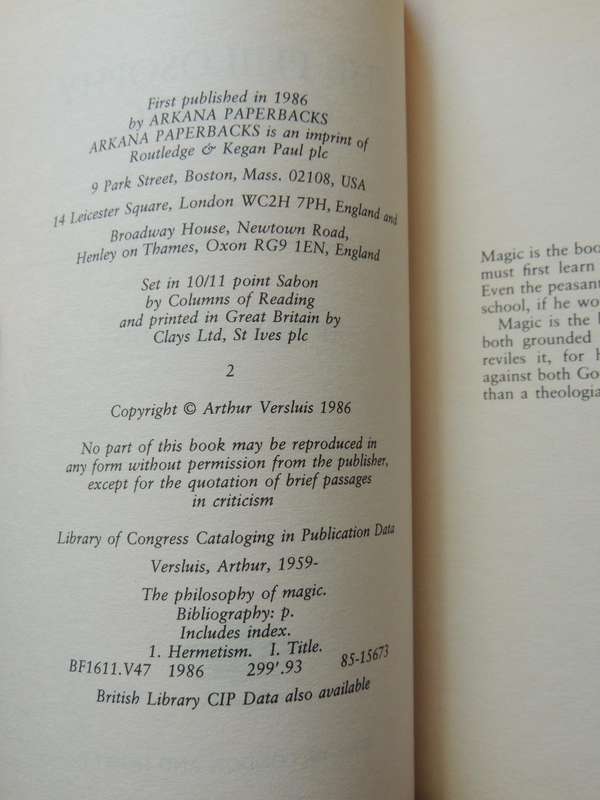 First published in 1986
by ARKANA PAPERBACKS
ARKANA PAPERBACKS is an imprint of
Routledge & Kegan Paul plc
9 Park Street, Boston, Mass. 02108, USA
14 Leicester Square, London WC2H 7PH, England and
Broadway House, Newtown Road,
Henley on Thames, Oxon RG9 1EN, England
Set in 10/11 point Sabon
by Columns of Reading
and printed in Great Britain by
Clays Ltd, St Ives plc
2
Copyright © Arthur Versluis 1986
No part of this book may be reproduced in
any form without permission from the publisher,
except for the quotation of brief passages
in criticism
Library of Congress Cataloging in Publication Data
Versluis, Arthur, 1959-
The philosophy of magic.
Bibliography: p.
Includes index.
1. Hermetism. I. Title.
BF1611.V47 1986 299'.93 85-15673
British Library CIP Data also available
Magic is the
must first learn
Even the peasant
school, if he
Magic is the
both grounded
reviles it, for
against both
than a